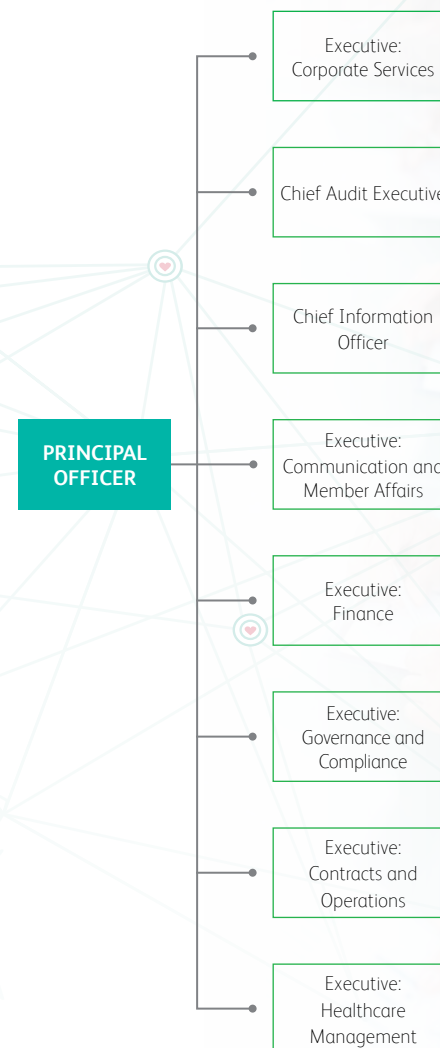 Executive:
Corporate Services
Chief Audit Executive
Chief Information
Officer
PRINCIPAL
OFFICER
Executive:
Communication and
Member Affairs
Executive:
Finance
Executive:
Governance and
Compliance
Executive:
Contracts and
Operations
Executive:
Healthcare
Management